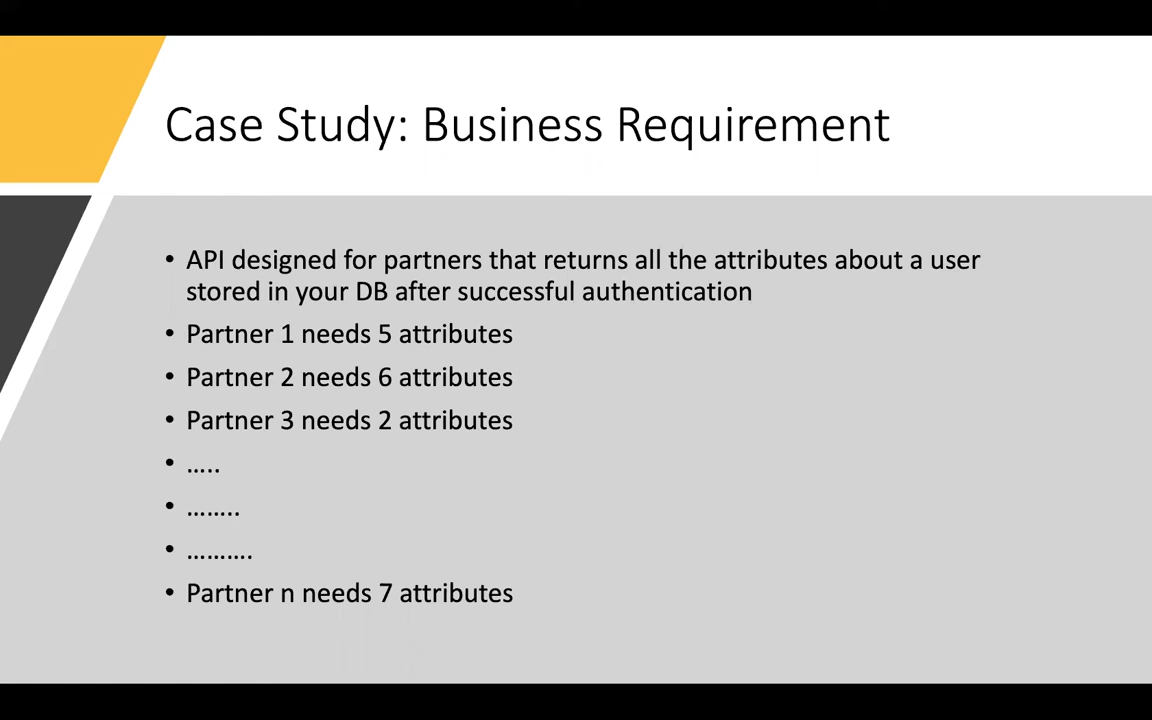 Case Study: Business Requirement
• API designed for partners that returns all the attributes about a user
stored in your DB after successful authentication
• Partner 1 needs 5 attributes
• Partner 2 needs 6 attributes
• Partner 3 needs 2 attributes
• …..
• ……..
• ……….
• Partner n needs 7 attributes